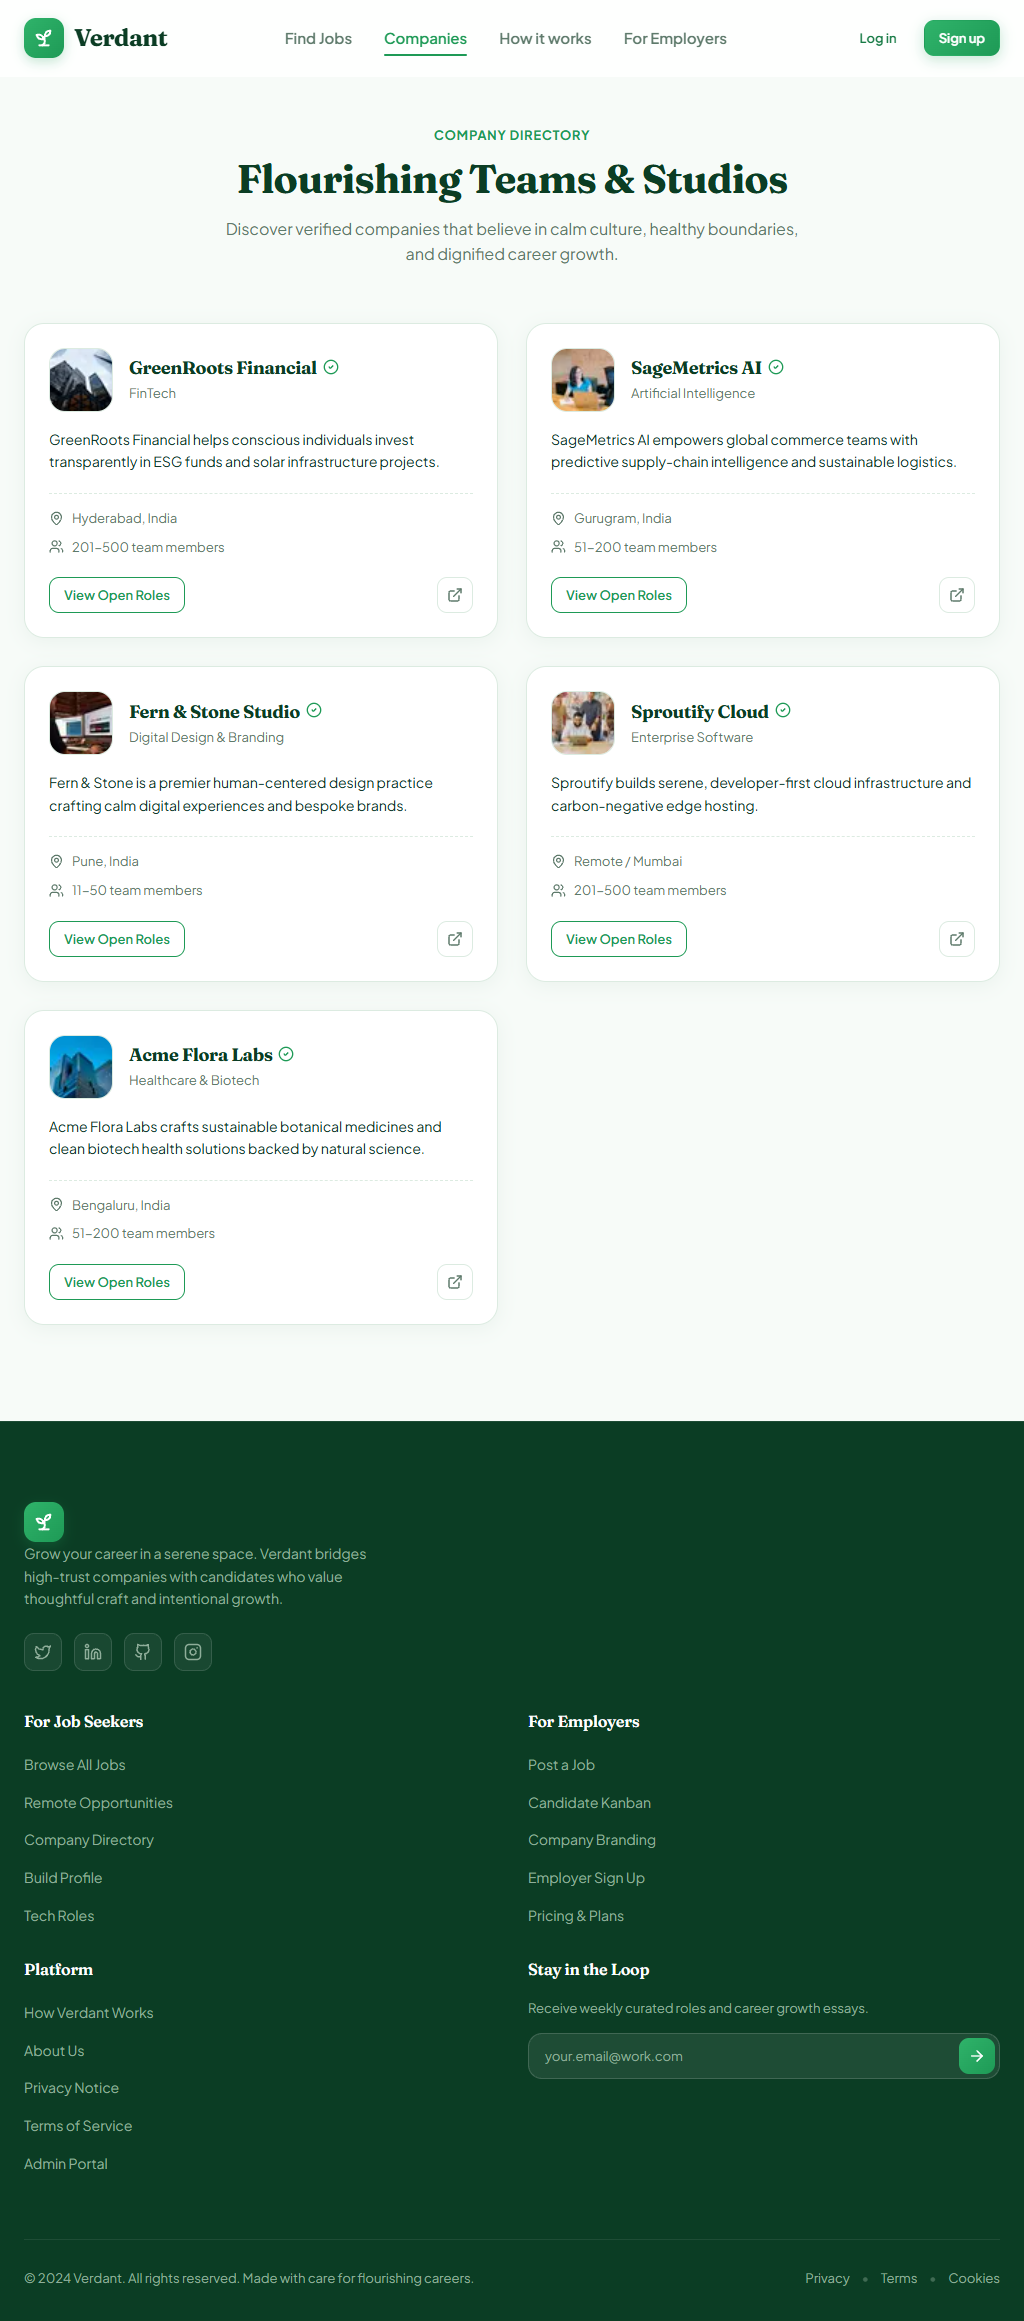 Verdant
Find Jobs
Companies
How it works
For Employers
Log in
Sign up
COMPANY DIRECTORY
Flourishing Teams & Studios
Discover verified companies that believe in calm culture, healthy boundaries,
and dignified career growth.
GreenRoots Financial
FinTech
GreenRoots Financial helps conscious individuals invest
transparently in ESG funds and solar infrastructure projects.
Hyderabad, India
201-500 team members
View Open Roles
SageMetrics AI
Artificial Intelligence
SageMetrics AI empowers global commerce teams with
predictive supply-chain intelligence and sustainable logistics.
Gurugram, India
51-200 team members
View Open Roles
Fern & Stone Studio
Digital Design & Branding
Fern & Stone is a premier human-centered design practice
crafting calm digital experiences and bespoke brands.
Pune, India
11-50 team members
View Open Roles
Sproutify Cloud
Enterprise Software
Sproutify builds serene, developer-first cloud infrastructure and
carbon-negative edge hosting.
Remote / Mumbai
201-500 team members
View Open Roles
Acme Flora Labs
Healthcare & Biotech
Acme Flora Labs crafts sustainable botanical medicines and
clean biotech health solutions backed by natural science.
Bengaluru, India
51-200 team members
View Open Roles
Grow your career in a serene space. Verdant bridges
high-trust companies with candidates who value
thoughtful craft and intentional growth.
For Job Seekers
Browse All Jobs
Remote Opportunities
Company Directory
Build Profile
Tech Roles
For Employers
Post a Job
Candidate Kanban
Company Branding
Employer Sign Up
Pricing & Plans
Platform
How Verdant Works
About Us
Privacy Notice
Terms of Service
Admin Portal
Stay in the Loop
Receive weekly curated roles and career growth essays.
your.email@work.com
© 2024 Verdant. All rights reserved. Made with care for flourishing careers.
Privacy • Terms • Cookies